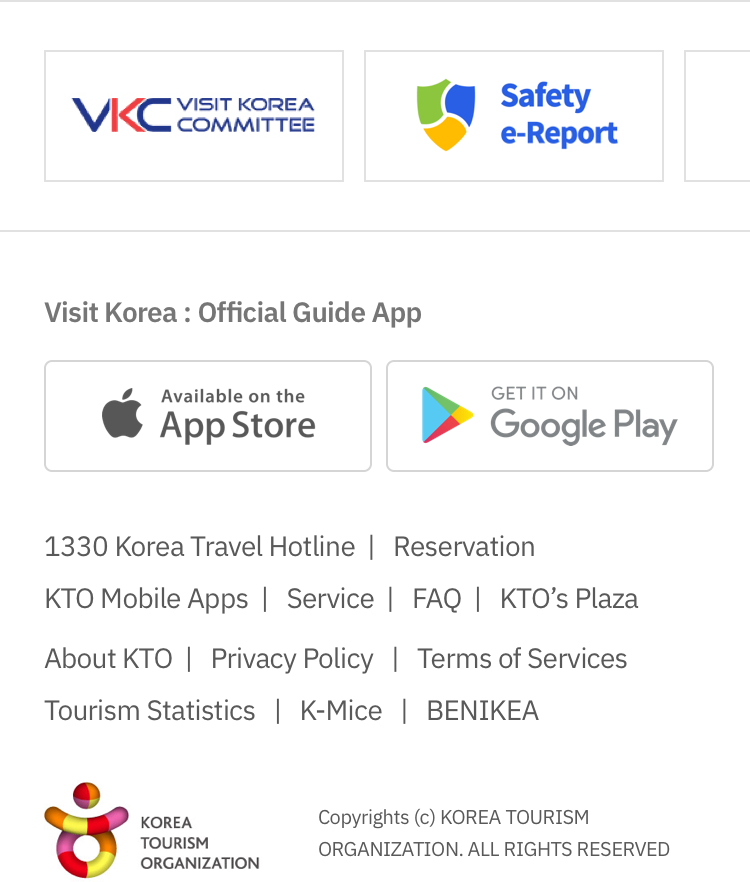 VKC VISIT KOREA
COMMITTEE
Safety
e-Report
Visit Korea : Official Guide App
Available on the
App Store
GET IT ON
Google Play
1330 Korea Travel Hotline | Reservation
KTO Mobile Apps | Service | FAQ | KTO’s Plaza
About KTO | Privacy Policy | Terms of Services
Tourism Statistics | K-Mice | BENIKEA
KOREA
TOURISM
ORGANIZATION
Copyrights (c) KOREA TOURISM
ORGANIZATION. ALL RIGHTS RESERVED